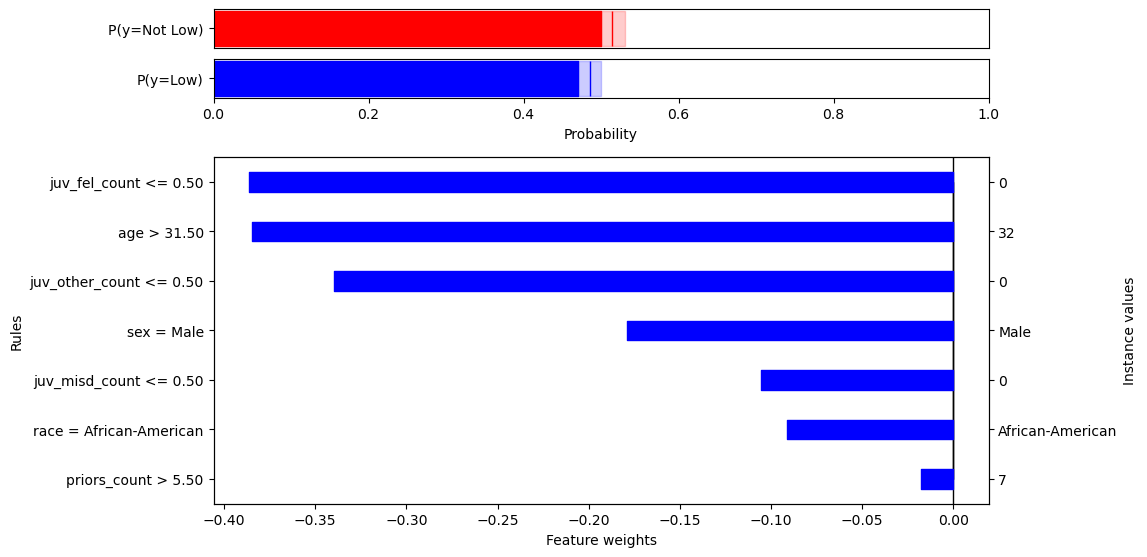 P(y=Not Low)
P(y=Low)
0.0 0.2 0.4 0.6 0.8 1.0
Probability
juv_fel_count <= 0.50 0
age > 31.50 32
juv_other_count <= 0.50 0
sex = Male Male
juv_misd_count <= 0.50 0
race = African-American African-American
priors_count > 5.50 7
Rules
Instance values
−0.40 −0.35 −0.30 −0.25 −0.20 −0.15 −0.10 −0.05 0.00
Feature weights